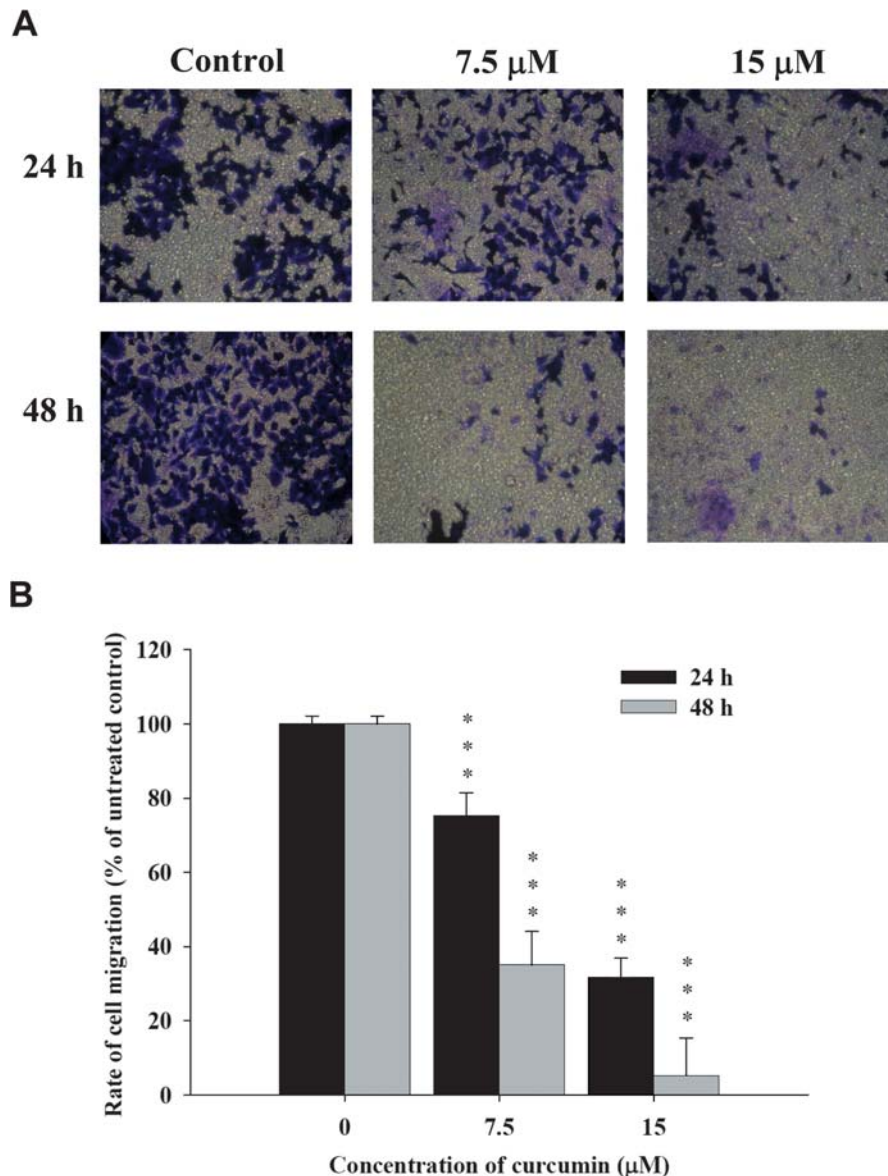 A
Control 7.5 μM 15 μM
24 h
48 h
B
Rate of cell migration (% of untreated control)
120
100
80
60
40
20
0
24 h
48 h
* * *
* * *
* * *
* * *
0 7.5 15
Concentration of curcumin (μM)